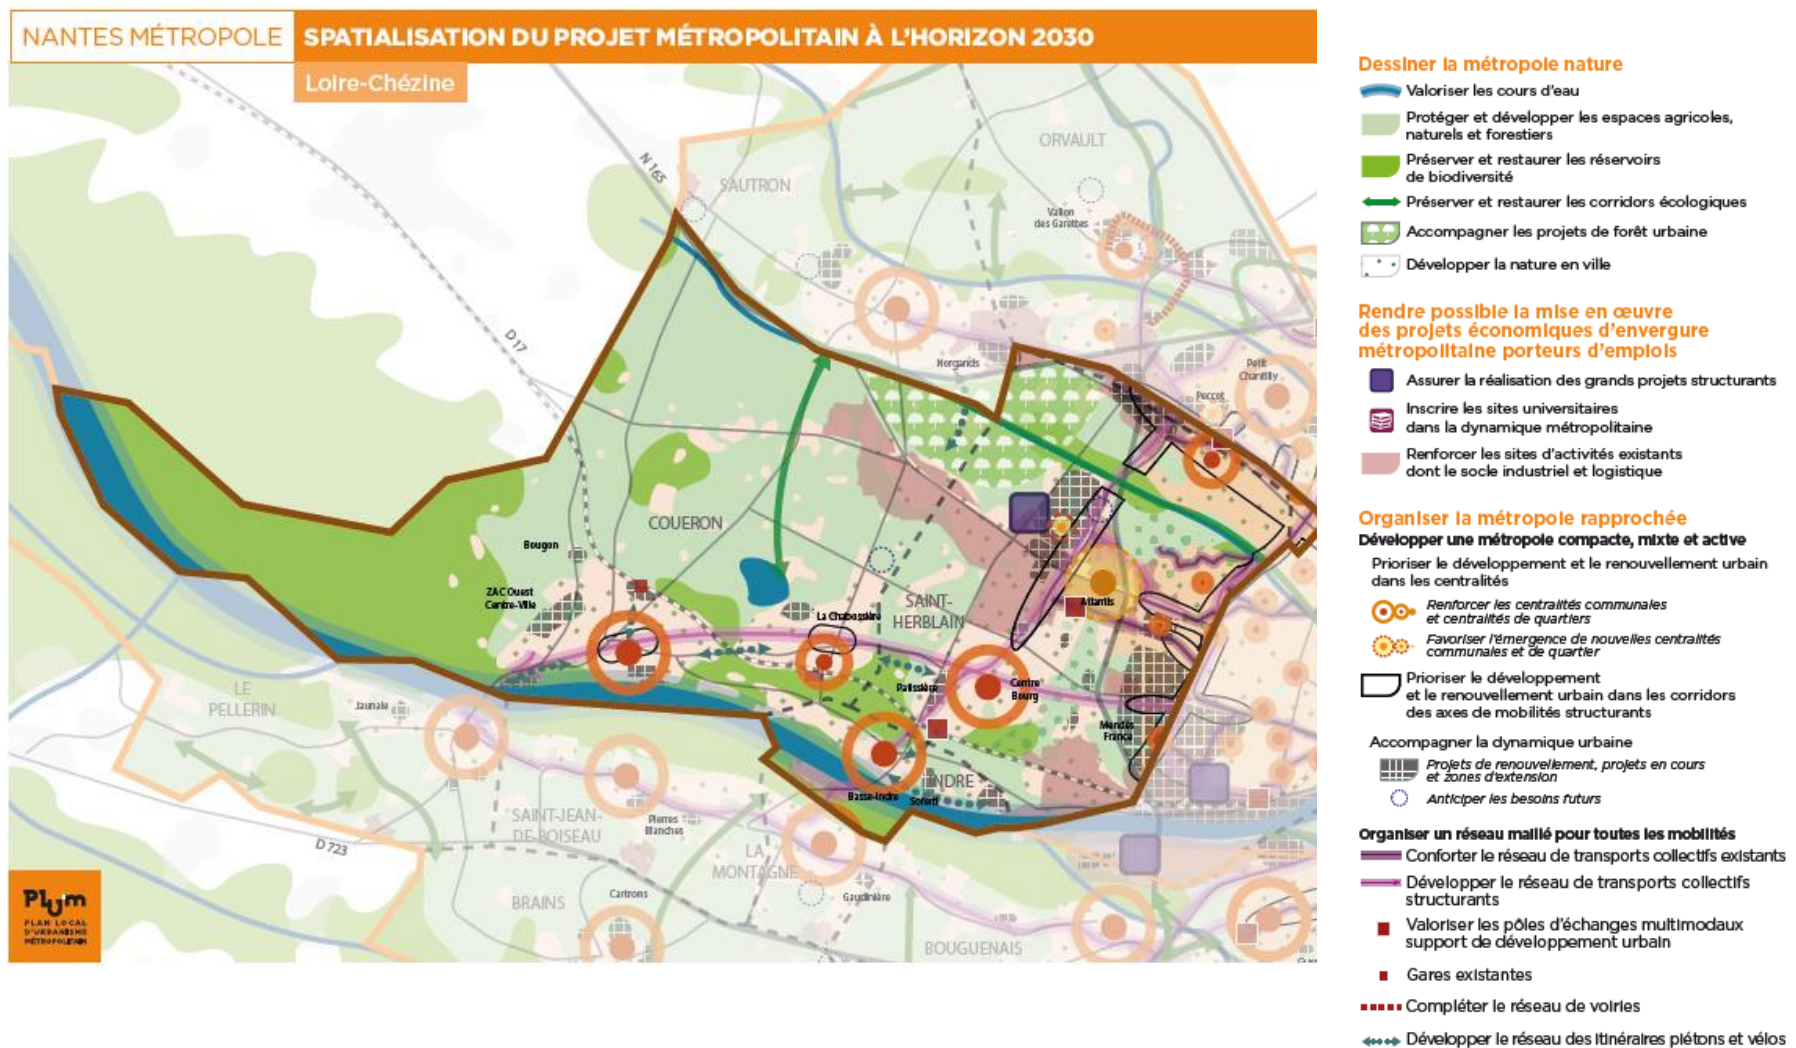 NANTES MÉTROPOLE
SPATIALISATION DU PROJET MÉTROPOLITAIN À L'HORIZON 2030
Loire-Chézine
N 165
SAUTRON
ORVAULT
Vallon
des Garettes
D 17
Morgands
Petit
Chantilly
Peccot
COUERON
Bougon
ZAC Ouest
Centre-Ville
La Chabossière
SAINT-
HERBLAIN
Atlantis
Patissière
Centre
Bourg
Mendès
France
LE
PELLERIN
Jaunaie
INDRE
Basse-Indre
Soferti
SAINT-JEAN-
DE-BOISEAU
Pierres
Blanches
D 723
LA
MONTAGNE
BRAINS
Cartrons
Gaudinière
BOUGUENAIS
PLUm
PLAN LOCAL
D'URBANISME
MÉTROPOLITAIN
Dessiner la métropole nature
Valoriser les cours d'eau
Protéger et développer les espaces agricoles,
naturels et forestiers
Préserver et restaurer les réservoirs
de biodiversité
Préserver et restaurer les corridors écologiques
Accompagner les projets de forêt urbaine
Développer la nature en ville
Rendre possible la mise en œuvre
des projets économiques d'envergure
métropolitaine porteurs d'emplois
Assurer la réalisation des grands projets structurants
Inscrire les sites universitaires
dans la dynamique métropolitaine
Renforcer les sites d'activités existants
dont le socle industriel et logistique
Organiser la métropole rapprochée
Développer une métropole compacte, mixte et active
Prioriser le développement et le renouvellement urbain
dans les centralités
Renforcer les centralités communales
et centralités de quartiers
Favoriser l'émergence de nouvelles centralités
communales et de quartier
Prioriser le développement
et le renouvellement urbain dans les corridors
des axes de mobilités structurants
Accompagner la dynamique urbaine
Projets de renouvellement, projets en cours
et zones d'extension
Anticiper les besoins futurs
Organiser un réseau maillé pour toutes les mobilités
Conforter le réseau de transports collectifs existants
Développer le réseau de transports collectifs
structurants
Valoriser les pôles d'échanges multimodaux
support de développement urbain
Gares existantes
Compléter le réseau de voiries
Développer le réseau des itinéraires piétons et vélos